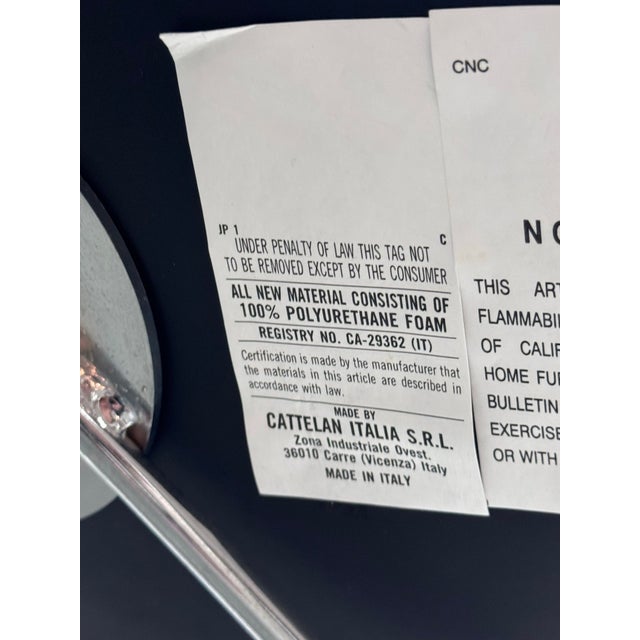 JP 1 C
UNDER PENALTY OF LAW THIS TAG NOT
TO BE REMOVED EXCEPT BY THE CONSUMER
ALL NEW MATERIAL CONSISTING OF
100% POLYURETHANE FOAM
REGISTRY NO. CA-29362 (IT)
Certification is made by the manufacturer that
the materials in this article are described in
accordance with law.
MADE BY
CATTELAN ITALIA S.R.L.
Zona Industriale Ovest.
36010 Carre (Vicenza) Italy
MADE IN ITALY
CNC
NO
THIS ART
FLAMMABIL
OF CALIF
HOME FUR
BULLETIN
EXERCISE
OR WITH